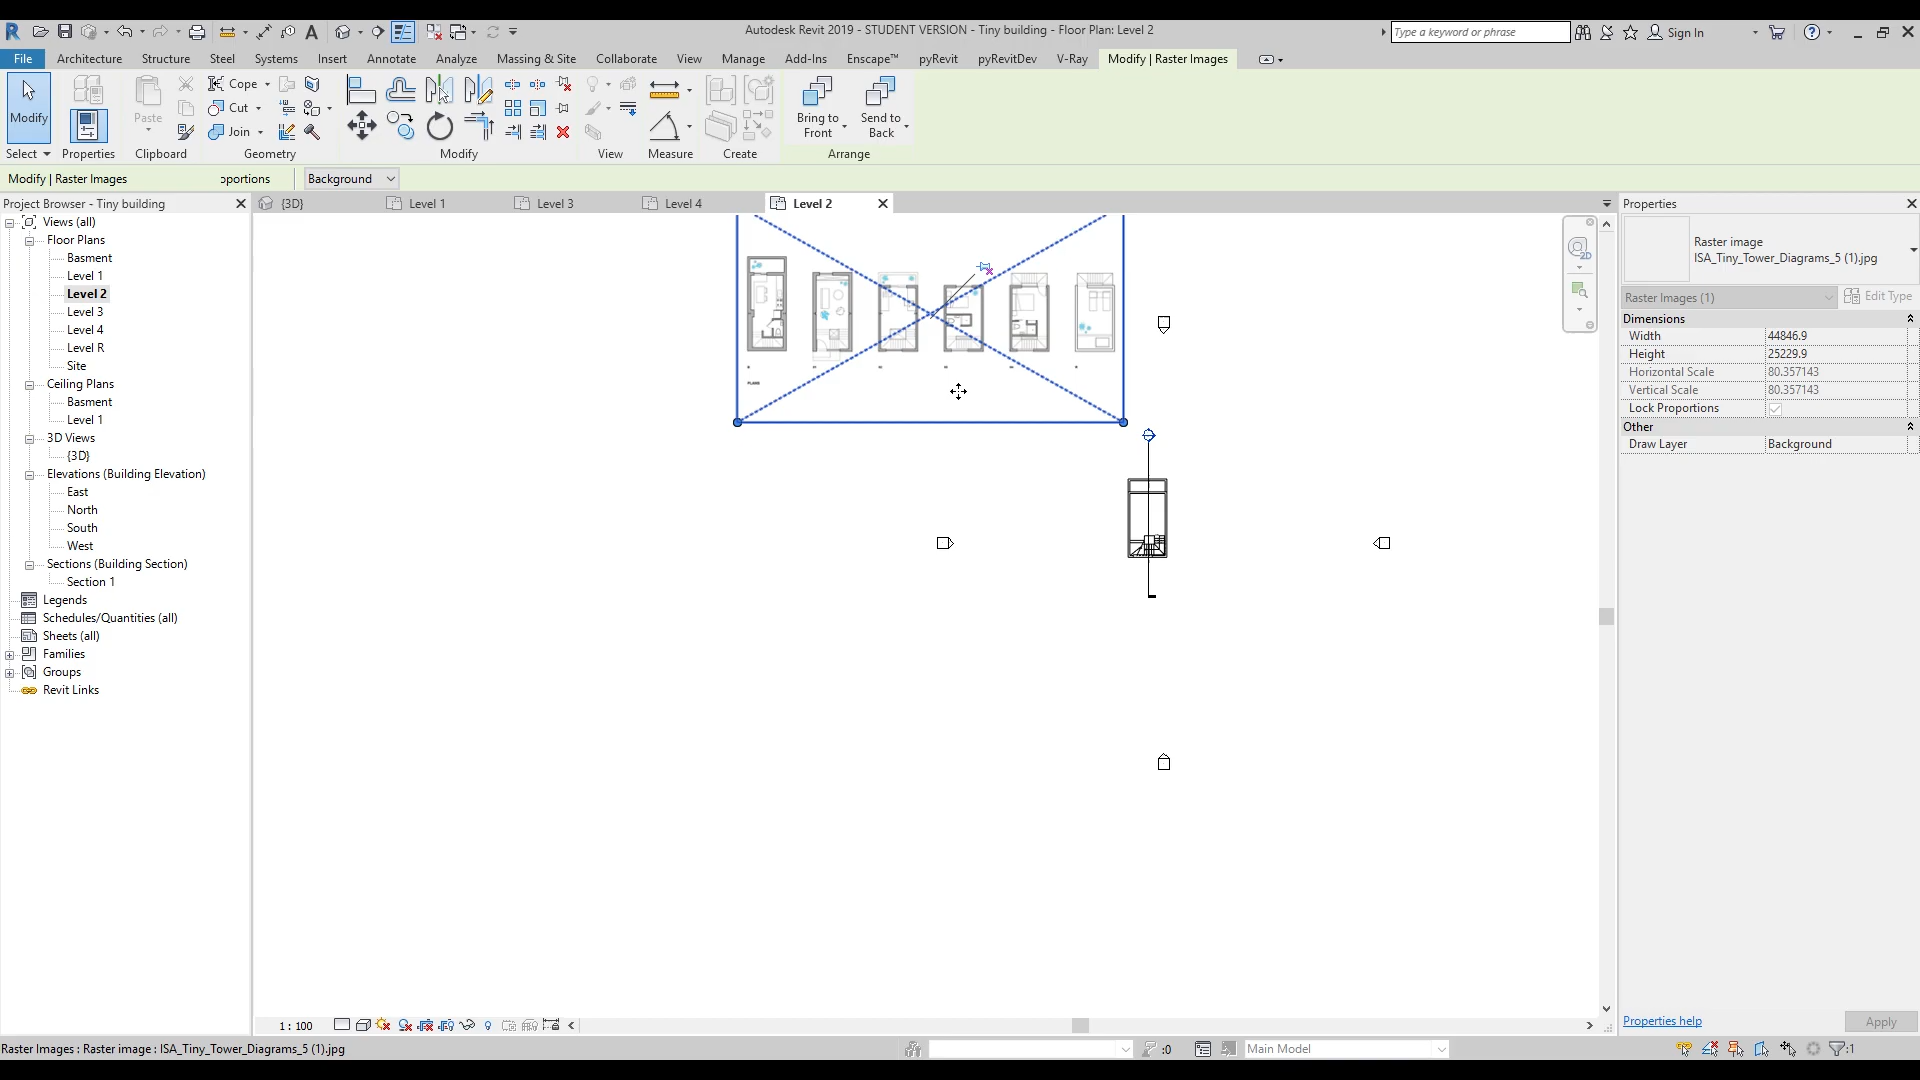 Autodesk Revit 2019 - STUDENT VERSION - Tiny building - Floor Plan: Level 2
Type a keyword or phrase
Sign In
File Architecture Structure Steel Systems Insert Annotate Analyze Massing & Site Collaborate View Manage Add-Ins Enscape™ pyRevit pyRevitDev V-Ray Modify | Raster Images
Modify
Paste
Cope
Cut
Join
Bring to
Front
Send to
Back
Select Properties Clipboard Geometry Modify View Measure Create Arrange
Modify | Raster Images oportions Background
Project Browser - Tiny building
{3D} Level 1 Level 3 Level 4 Level 2
Views (all)
Floor Plans
Basment
Level 1
Level 2
Level 3
Level 4
Level R
Site
Ceiling Plans
Basment
Level 1
3D Views
{3D}
Elevations (Building Elevation)
East
North
South
West
Sections (Building Section)
Section 1
Legends
Schedules/Quantities (all)
Sheets (all)
Families
Groups
Revit Links
2D
Properties
Raster image
ISA_Tiny_Tower_Diagrams_5 (1).jpg
Raster Images (1) Edit Type
Dimensions
Width 44846.9
Height 25229.9
Horizontal Scale 80.357143
Vertical Scale 80.357143
Lock Proportions
Other
Draw Layer Background
Properties help
Apply
1 : 100
Raster Images : Raster image : ISA_Tiny_Tower_Diagrams_5 (1).jpg
:0
Main Model
:1